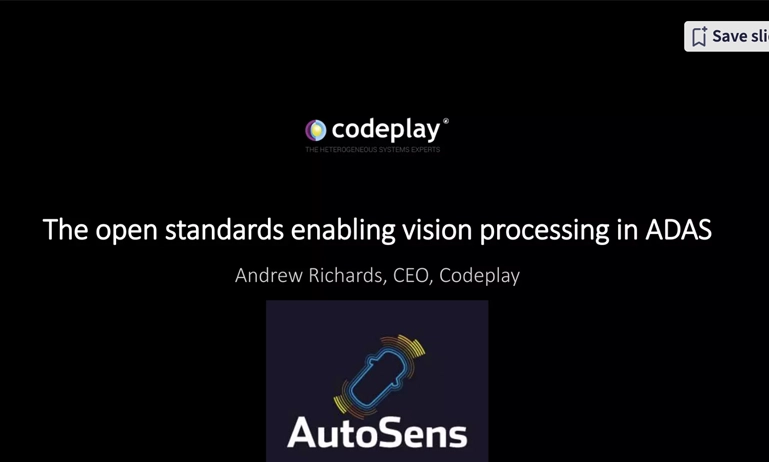 Save sli
codeplay®
THE HETEROGENEOUS SYSTEMS EXPERTS
The open standards enabling vision processing in ADAS
Andrew Richards, CEO, Codeplay
AutoSens